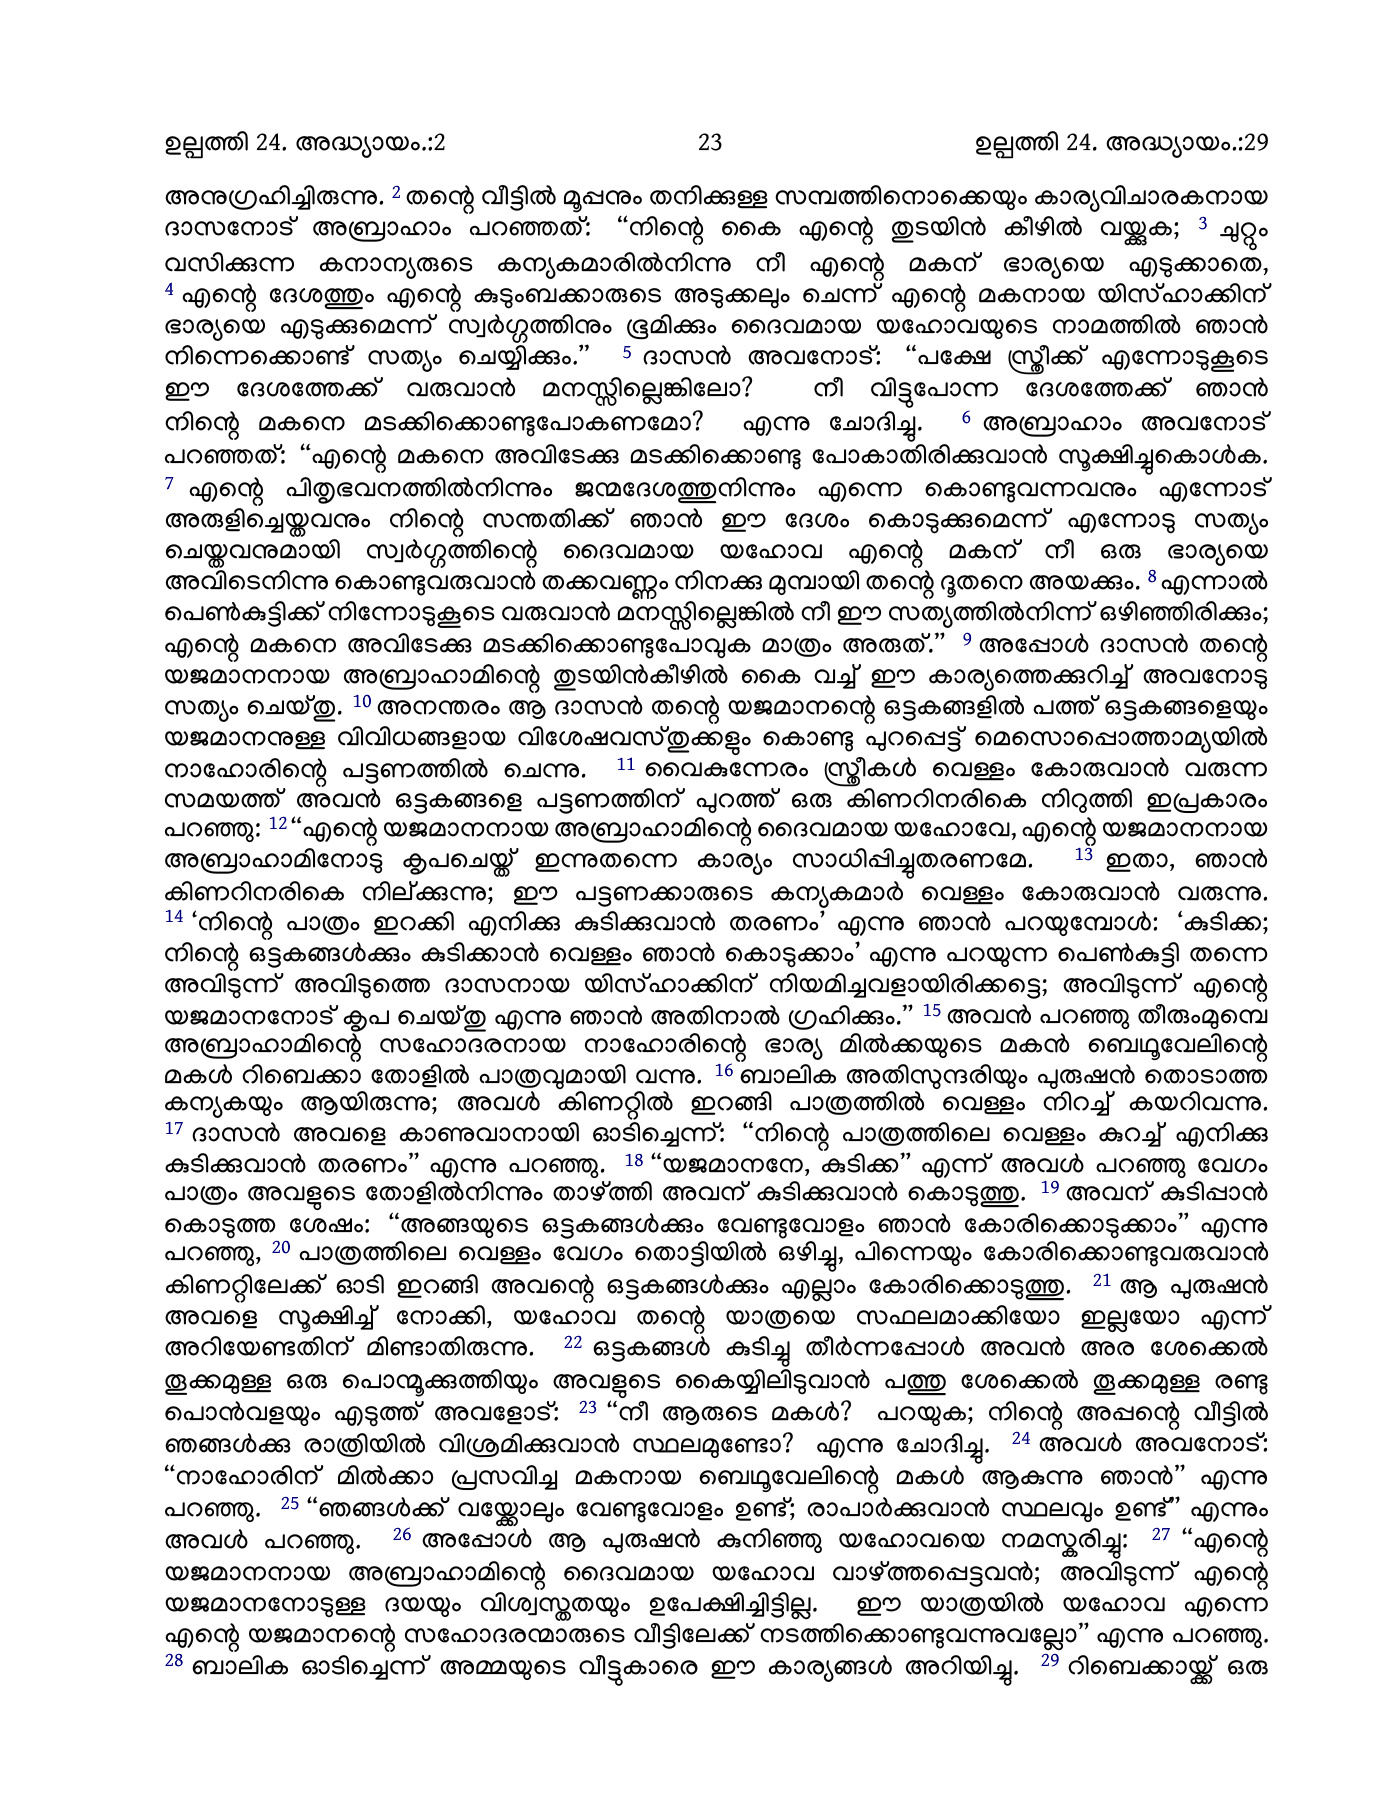 ഉല്പത്തി 24. അദ്ധ്യായം.:2 23 ഉല്പത്തി 24. അദ്ധ്യായം.:29
അനുഗ്രഹിച്ചിരുന്നു. 2 തന്റെ വീട്ടിൽ മൂപ്പനും തനിക്കുള്ള സമ്പത്തിനൊക്കെയും കാര്യവിചാരകനായ
ദാസനോട് അബ്രാഹാം പറഞ്ഞത്: “നിന്റെ കൈ എന്റെ തുടയിൻ കീഴിൽ വയ്ക്കുക; 3 ചുറ്റും
വസിക്കുന്ന കനാന്യരുടെ കന്യകമാരിൽനിന്നു നീ എന്റെ മകന് ഭാര്യയെ എടുക്കാതെ,
4 എന്റെ ദേശത്തും എന്റെ കുടുംബക്കാരുടെ അടുക്കലും ചെന്ന് എന്റെ മകനായ യിസ്ഹാക്കിന്
ഭാര്യയെ എടുക്കുമെന്ന് സ്വർഗ്ഗത്തിനും ഭൂമിക്കും ദൈവമായ യഹോവയുടെ നാമത്തിൽ ഞാൻ
നിന്നെക്കൊണ്ട് സത്യം ചെയ്യിക്കും.” 5 ദാസൻ അവനോട്: “പക്ഷേ സ്ത്രീക്ക് എന്നോടുകൂടെ
ഈ ദേശത്തേക്ക് വരുവാൻ മനസ്സില്ലെങ്കിലോ? നീ വിട്ടുപോന്ന ദേശത്തേക്ക് ഞാൻ
നിന്റെ മകനെ മടക്കിക്കൊണ്ടുപോകണമോ? എന്നു ചോദിച്ചു. 6 അബ്രാഹാം അവനോട്
പറഞ്ഞത്: “എന്റെ മകനെ അവിടേക്കു മടക്കിക്കൊണ്ടു പോകാതിരിക്കുവാൻ സൂക്ഷിച്ചുകൊൾക.
7 എന്റെ പിതൃഭവനത്തിൽനിന്നും ജന്മദേശത്തുനിന്നും എന്നെ കൊണ്ടുവന്നവനും എന്നോട്
അരുളിച്ചെയ്തവനും നിന്റെ സന്തതിക്ക് ഞാൻ ഈ ദേശം കൊടുക്കുമെന്ന് എന്നോടു സത്യം
ചെയ്തവനുമായി സ്വർഗ്ഗത്തിന്റെ ദൈവമായ യഹോവ എന്റെ മകന് നീ ഒരു ഭാര്യയെ
അവിടെനിന്നു കൊണ്ടുവരുവാൻ തക്കവണ്ണം നിനക്കു മുമ്പായി തന്റെ ദൂതനെ അയക്കും. 8 എന്നാൽ
പെൺകുട്ടിക്ക് നിന്നോടുകൂടെ വരുവാൻ മനസ്സില്ലെങ്കിൽ നീ ഈ സത്യത്തിൽനിന്ന് ഒഴിഞ്ഞിരിക്കും;
എന്റെ മകനെ അവിടേക്കു മടക്കിക്കൊണ്ടുപോവുക മാത്രം അരുത്.” 9 അപ്പോൾ ദാസൻ തന്റെ
യജമാനനായ അബ്രാഹാമിന്റെ തുടയിൻകീഴിൽ കൈ വച്ച് ഈ കാര്യത്തെക്കുറിച്ച് അവനോടു
സത്യം ചെയ്തു. 10 അനന്തരം ആ ദാസൻ തന്റെ യജമാനന്റെ ഒട്ടകങ്ങളിൽ പത്ത് ഒട്ടകങ്ങളെയും
യജമാനനുള്ള വിവിധങ്ങളായ വിശേഷവസ്തുക്കളും കൊണ്ടു പുറപ്പെട്ട് മെസൊപ്പൊത്താമ്യയിൽ
നാഹോരിന്റെ പട്ടണത്തിൽ ചെന്നു. 11 വൈകുന്നേരം സ്ത്രീകൾ വെള്ളം കോരുവാൻ വരുന്ന
സമയത്ത് അവൻ ഒട്ടകങ്ങളെ പട്ടണത്തിന് പുറത്ത് ഒരു കിണറിനരികെ നിറുത്തി ഇപ്രകാരം
പറഞ്ഞു: 12 “എന്റെ യജമാനനായ അബ്രാഹാമിന്റെ ദൈവമായ യഹോവേ, എന്റെ യജമാനനായ
അബ്രാഹാമിനോടു കൃപചെയ്ത് ഇന്നുതന്നെ കാര്യം സാധിപ്പിച്ചുതരണമേ. 13 ഇതാ, ഞാൻ
കിണറിനരികെ നില്ക്കുന്നു; ഈ പട്ടണക്കാരുടെ കന്യകമാർ വെള്ളം കോരുവാൻ വരുന്നു.
14 ‘നിന്റെ പാത്രം ഇറക്കി എനിക്കു കുടിക്കുവാൻ തരണം’ എന്നു ഞാൻ പറയുമ്പോൾ: ‘കുടിക്ക;
നിന്റെ ഒട്ടകങ്ങൾക്കും കുടിക്കാൻ വെള്ളം ഞാൻ കൊടുക്കാം’ എന്നു പറയുന്ന പെൺകുട്ടി തന്നെ
അവിടുന്ന് അവിടുത്തെ ദാസനായ യിസ്ഹാക്കിന് നിയമിച്ചവളായിരിക്കട്ടെ; അവിടുന്ന് എന്റെ
യജമാനനോട് കൃപ ചെയ്തു എന്നു ഞാൻ അതിനാൽ ഗ്രഹിക്കും.” 15 അവൻ പറഞ്ഞു തീരുംമുമ്പെ
അബ്രാഹാമിന്റെ സഹോദരനായ നാഹോരിന്റെ ഭാര്യ മിൽക്കയുടെ മകൻ ബെഥൂവേലിന്റെ
മകൾ റിബെക്കാ തോളിൽ പാത്രവുമായി വന്നു. 16 ബാലിക അതിസുന്ദരിയും പുരുഷൻ തൊടാത്ത
കന്യകയും ആയിരുന്നു; അവൾ കിണറ്റിൽ ഇറങ്ങി പാത്രത്തിൽ വെള്ളം നിറച്ച് കയറിവന്നു.
17 ദാസൻ അവളെ കാണുവാനായി ഓടിച്ചെന്ന്: “നിന്റെ പാത്രത്തിലെ വെള്ളം കുറച്ച് എനിക്കു
കുടിക്കുവാൻ തരണം” എന്നു പറഞ്ഞു. 18 “യജമാനനേ, കുടിക്ക” എന്ന് അവൾ പറഞ്ഞു വേഗം
പാത്രം അവളുടെ തോളിൽനിന്നും താഴ്ത്തി അവന് കുടിക്കുവാൻ കൊടുത്തു. 19 അവന് കുടിപ്പാൻ
കൊടുത്ത ശേഷം: “അങ്ങയുടെ ഒട്ടകങ്ങൾക്കും വേണ്ടുവോളം ഞാൻ കോരിക്കൊടുക്കാം” എന്നു
പറഞ്ഞു, 20 പാത്രത്തിലെ വെള്ളം വേഗം തൊട്ടിയിൽ ഒഴിച്ചു, പിന്നെയും കോരിക്കൊണ്ടുവരുവാൻ
കിണറ്റിലേക്ക് ഓടി ഇറങ്ങി അവന്റെ ഒട്ടകങ്ങൾക്കും എല്ലാം കോരിക്കൊടുത്തു. 21 ആ പുരുഷൻ
അവളെ സൂക്ഷിച്ച് നോക്കി, യഹോവ തന്റെ യാത്രയെ സഫലമാക്കിയോ ഇല്ലയോ എന്ന്
അറിയേണ്ടതിന് മിണ്ടാതിരുന്നു. 22 ഒട്ടകങ്ങൾ കുടിച്ചു തീർന്നപ്പോൾ അവൻ അര ശേക്കെൽ
തൂക്കമുള്ള ഒരു പൊന്മൂക്കുത്തിയും അവളുടെ കൈയ്യിലിടുവാൻ പത്തു ശേക്കെൽ തൂക്കമുള്ള രണ്ടു
പൊൻവളയും എടുത്ത് അവളോട്: 23 “നീ ആരുടെ മകൾ? പറയുക; നിന്റെ അപ്പന്റെ വീട്ടിൽ
ഞങ്ങൾക്കു രാത്രിയിൽ വിശ്രമിക്കുവാൻ സ്ഥലമുണ്ടോ? എന്നു ചോദിച്ചു. 24 അവൾ അവനോട്:
“നാഹോരിന് മിൽക്കാ പ്രസവിച്ച മകനായ ബെഥൂവേലിന്റെ മകൾ ആകുന്നു ഞാൻ” എന്നു
പറഞ്ഞു. 25 “ഞങ്ങൾക്ക് വയ്ക്കോലും വേണ്ടുവോളം ഉണ്ട്; രാപാർക്കുവാൻ സ്ഥലവും ഉണ്ട്” എന്നും
അവൾ പറഞ്ഞു. 26 അപ്പോൾ ആ പുരുഷൻ കുനിഞ്ഞു യഹോവയെ നമസ്കരിച്ചു: 27 “എന്റെ
യജമാനനായ അബ്രാഹാമിന്റെ ദൈവമായ യഹോവ വാഴ്ത്തപ്പെട്ടവൻ; അവിടുന്ന് എന്റെ
യജമാനനോടുള്ള ദയയും വിശ്വസ്തതയും ഉപേക്ഷിച്ചിട്ടില്ല. ഈ യാത്രയിൽ യഹോവ എന്നെ
എന്റെ യജമാനന്റെ സഹോദരന്മാരുടെ വീട്ടിലേക്ക് നടത്തിക്കൊണ്ടുവന്നുവല്ലോ” എന്നു പറഞ്ഞു.
28 ബാലിക ഓടിച്ചെന്ന് അമ്മയുടെ വീട്ടുകാരെ ഈ കാര്യങ്ങൾ അറിയിച്ചു. 29 റിബെക്കായ്ക്ക് ഒരു